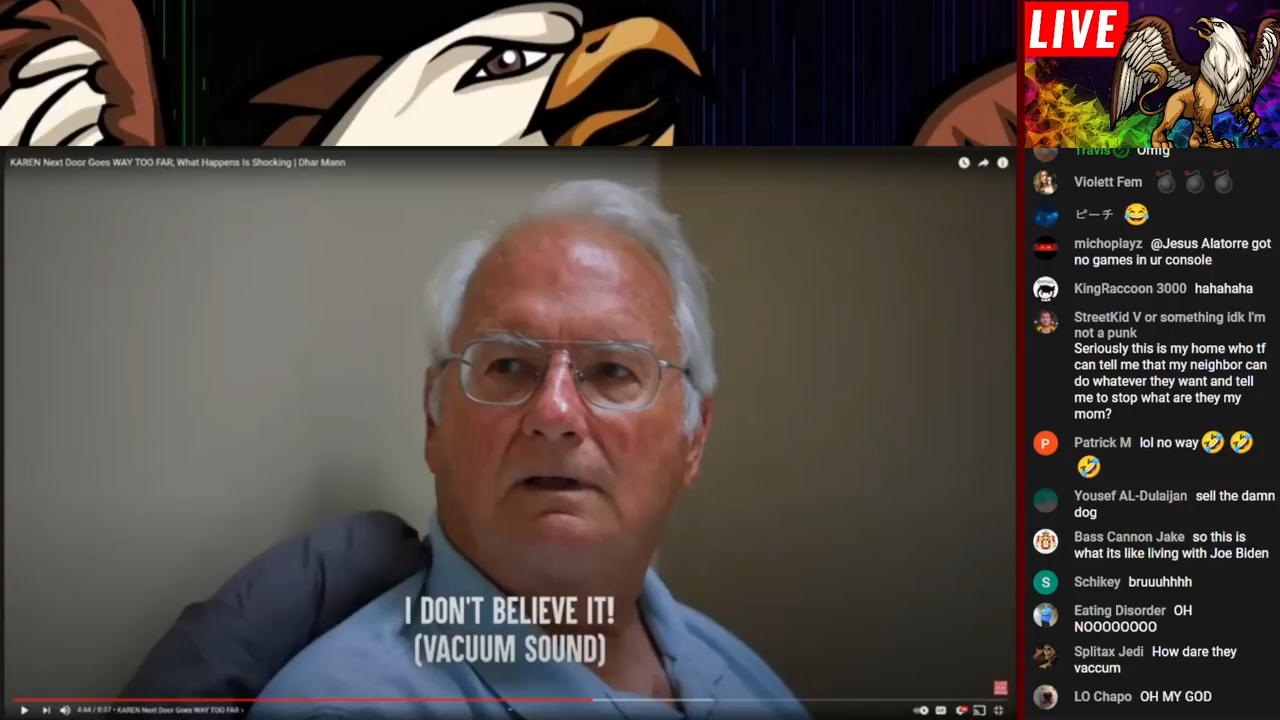 LIVE
KAREN Next Door Goes WAY TOO FAR, What Happens Is Shocking | Dhar Mann
I DON'T BELIEVE IT!
(VACUUM SOUND)
4:44 / 8:07 • KAREN Next Door Goes WAY TOO FAR ›
Travis Omfg
Violett Fem
ピーチ 😂
michoplayz @Jesus Alatorre got
no games in ur console
KingRaccoon 3000 hahahaha
StreetKid V or something idk I'm
not a punk
Seriously this is my home who tf
can tell me that my neighbor can
do whatever they want and tell
me to stop what are they my
mom?
P
Patrick M lol no way 🤣 🤣
🤣
Yousef AL-Dulaijan sell the damn
dog
Bass Cannon Jake so this is
what its like living with Joe Biden
S
Schikey bruuuhhhh
Eating Disorder OH
NOOOOOOOO
Splitax Jedi How dare they
vaccum
LO Chapo OH MY GOD